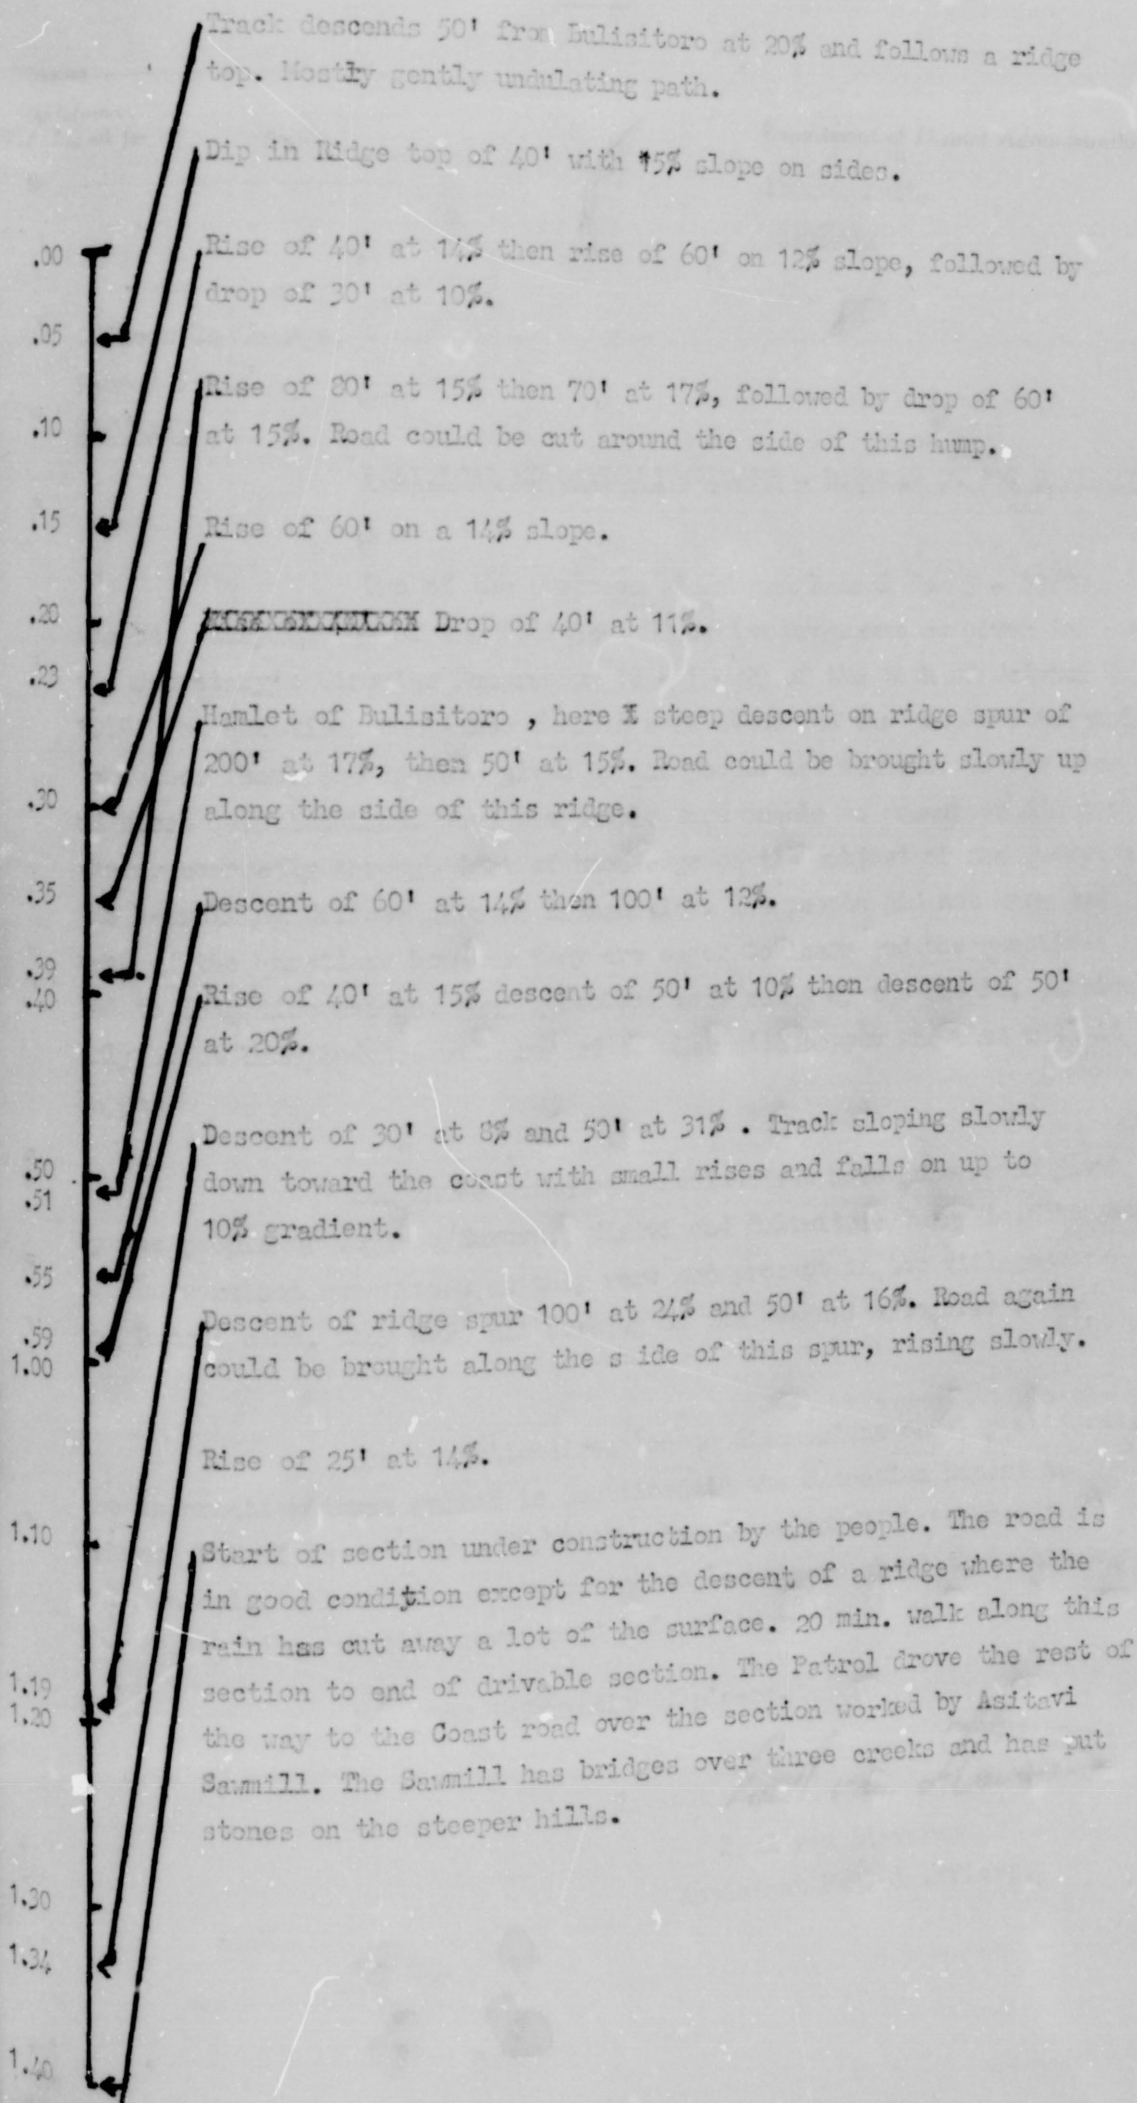 Track descends 50' from Bulisitoro at 20% and follows a ridge
top. Mostly gently undulating path.
Dip in Ridge top of 40' with 15% slope on sides.
.00
Rise of 40' at 14% then rise of 60' on 12% slope, followed by
drop of 30' at 10%.
.05
Rise of 80' at 15% then 70' at 17%, followed by drop of 60'
.10
at 15%. Road could be cut around the side of this hump.
.15
Rise of 60' on a 14% slope.
.20
Drop of 40' at 11%.
.23
Hamlet of Bulisitoro , here X steep descent on ridge spur of
200' at 17%, then 50' at 15%. Road could be brought slowly up
.30
along the side of this ridge.
.35
Descent of 60' at 14% then 100' at 12%.
.39
.40
Rise of 40' at 15% descent of 50' at 10% then descent of 50'
at 20%.
Descent of 30' at 8% and 50' at 31% . Track sloping slowly
.50
down toward the coast with small rises and falls on up to
.51
10% gradient.
.55
Descent of ridge spur 100' at 24% and 50' at 16%. Road again
.59
1.00
could be brought along the s ide of this spur, rising slowly.
Rise of 25' at 14%.
1.10
Start of section under construction by the people. The road is
in good condition except for the descent of a ridge where the
rain has cut away a lot of the surface. 20 min. walk along this
1.19
section to end of drivable section. The Patrol drove the rest of
1.20
the way to the Coast road over the section worked by Asitavi
Sawmill. The Sawmill has bridges over three creeks and has put
stones on the steeper hills.
1.30
1.34
1.40